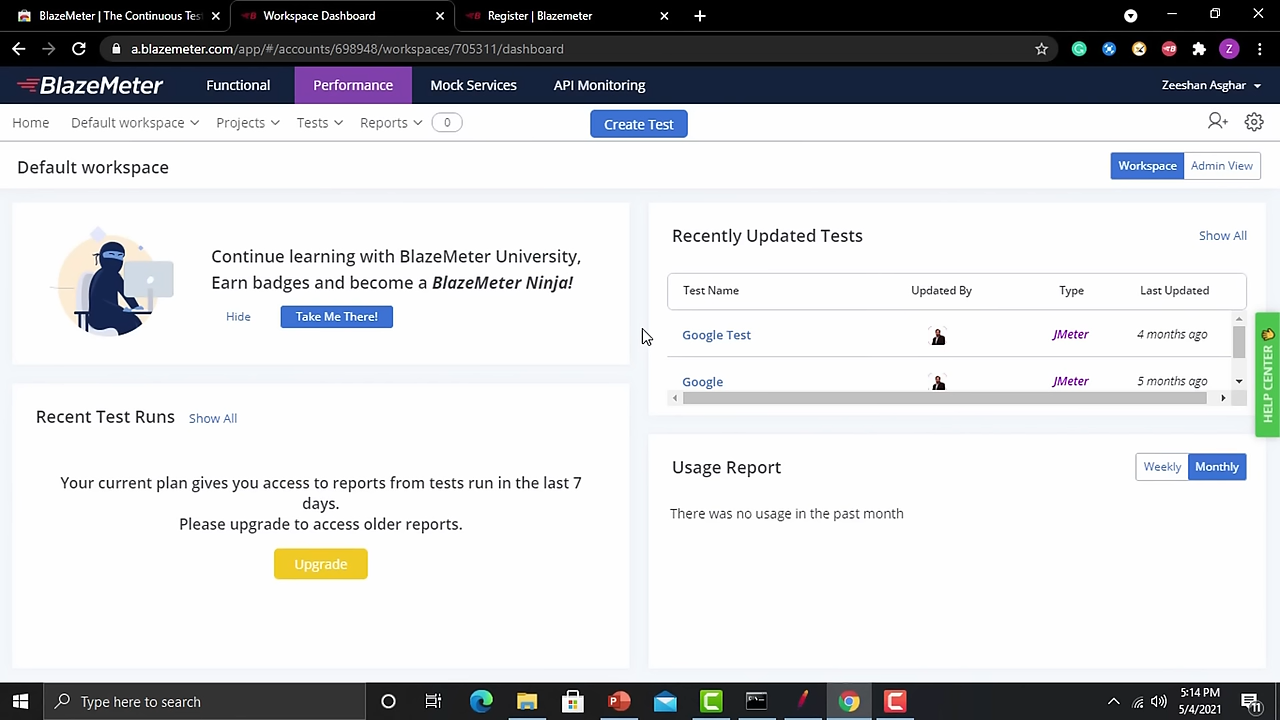 BlazeMeter | The Continuous Tes
Workspace Dashboard
Register | Blazemeter
a.blazemeter.com/app/#/accounts/698948/workspaces/705311/dashboard
Z
BlazeMeter
Functional
Performance
Mock Services
API Monitoring
Zeeshan Asghar
Home
Default workspace
Projects
Tests
Reports
0
Create Test
Default workspace
Workspace
Admin View
Continue learning with BlazeMeter University,
Earn badges and become a BlazeMeter Ninja!
Hide
Take Me There!
Recently Updated Tests
Show All
Test Name
Updated By
Type
Last Updated
Google Test
JMeter
4 months ago
Google
JMeter
5 months ago
HELP CENTER
Recent Test Runs
Show All
Your current plan gives you access to reports from tests run in the last 7
days.
Please upgrade to access older reports.
Upgrade
Usage Report
Weekly
Monthly
There was no usage in the past month
Type here to search
5:14 PM
5/4/2021
11